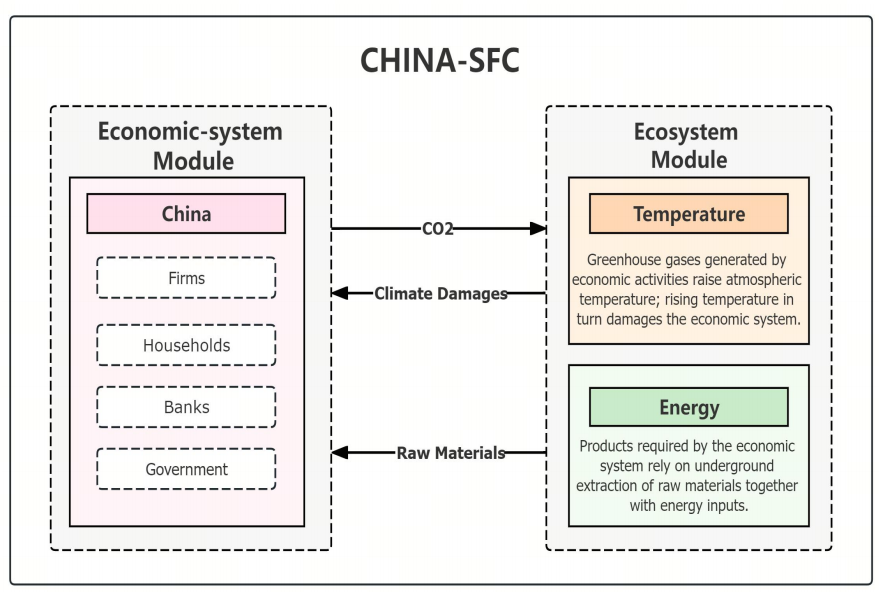 CHINA-SFC
Economic-system
Module
China
Firms
Households
Banks
Government
CO2
Climate Damages
Raw Materials
Ecosystem
Module
Temperature
Greenhouse gases generated by
economic activities raise atmospheric
temperature; rising temperature in
turn damages the economic system.
Energy
Products required by the economic
system rely on underground
extraction of raw materials together
with energy inputs.